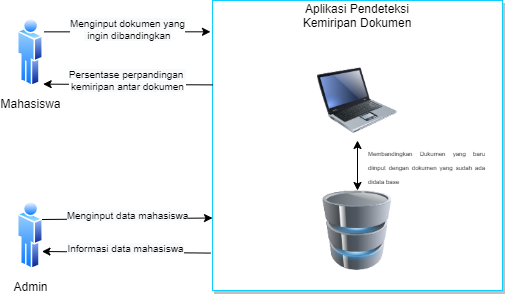 Aplikasi Pendeteksi
Kemiripan Dokumen
Menginput dokumen yang
ingin dibandingkan
Persentase perpandingan
kemiripan antar dokumen
Mahasiswa
Membandingkan Dukumen yang baru
diinput dengan dokumen yang sudah ada
didata base
Menginput data mahasiswa
Informasi data mahasiswa
Admin